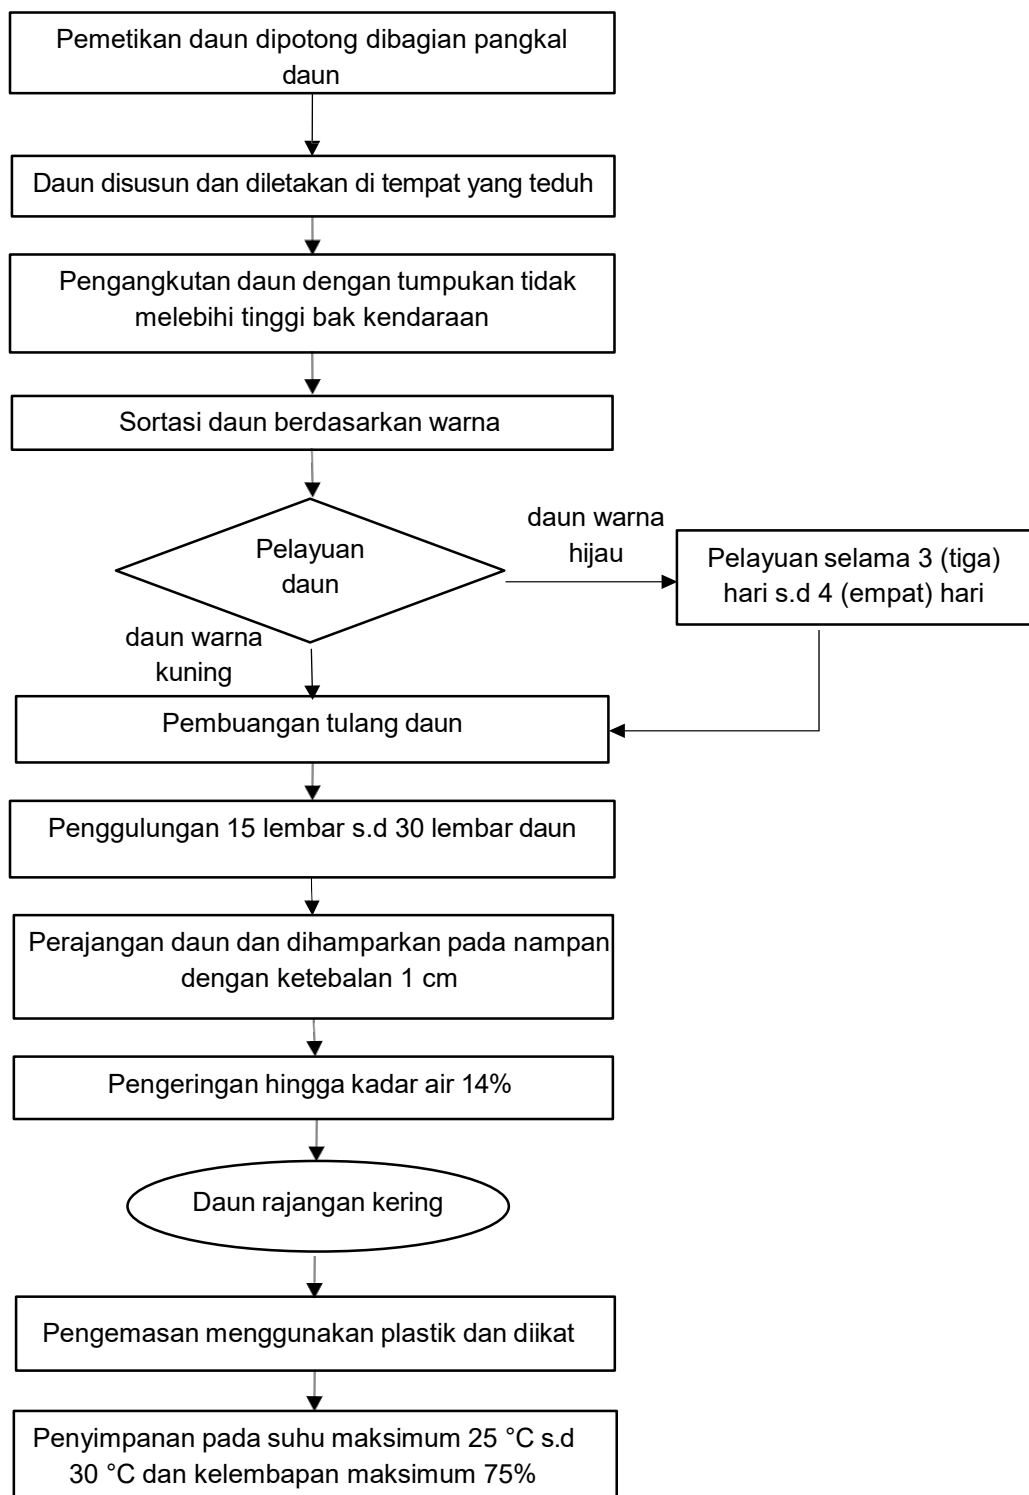 Pemetikan daun dipotong dibagian pangkal
daun
Daun disusun dan diletakan di tempat yang teduh
Pengangkutan daun dengan tumpukan tidak
melebihi tinggi bak kendaraan
Sortasi daun berdasarkan warna
Pelayuan
daun
daun warna
hijau
Pelayuan selama 3 (tiga)
hari s.d 4 (empat) hari
daun warna
kuning
Pembuangan tulang daun
Penggulungan 15 lembar s.d 30 lembar daun
Perajangan daun dan dihamparkan pada nampan
dengan ketebalan 1 cm
Pengeringan hingga kadar air 14%
Daun rajangan kering
Pengemasan menggunakan plastik dan diikat
Penyimpanan pada suhu maksimum 25 °C s.d
30 °C dan kelembapan maksimum 75%